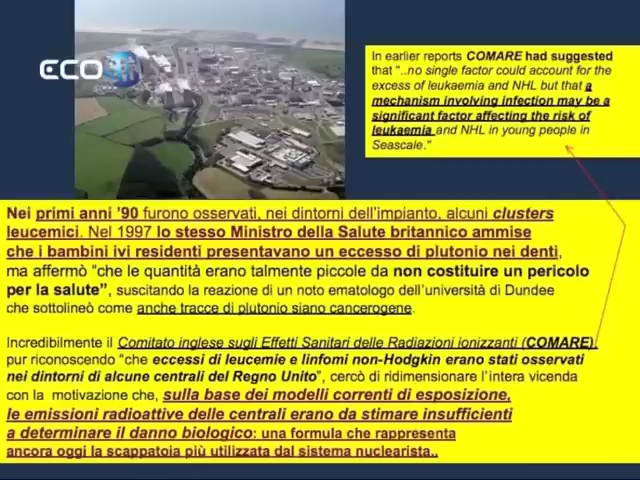 ECO
In earlier reports COMARE had suggested
that "..no single factor could account for the
excess of leukaemia and NHL but that a
mechanism involving infection may be a
significant factor affecting the risk of
leukaemia and NHL in young people in
Seascale."
Nei primi anni '90 furono osservati, nei dintorni dell'impianto, alcuni clusters
leucemici. Nel 1997 lo stesso Ministro della Salute britannico ammise
che i bambini ivi residenti presentavano un eccesso di plutonio nei denti,
ma affermò "che le quantità erano talmente piccole da non costituire un pericolo
per la salute", suscitando la reazione di un noto ematologo dell'università di Dundee
che sottolineò come anche tracce di plutonio siano cancerogene.
Incredibilmente il Comitato inglese sugli Effetti Sanitari delle Radiazioni ionizzanti (COMARE),
pur riconoscendo "che eccessi di leucemie e linfomi non-Hodgkin erano stati osservati
nei dintorni di alcune centrali del Regno Unito", cercò di ridimensionare l'intera vicenda
con la motivazione che, sulla base dei modelli correnti di esposizione,
le emissioni radioattive delle centrali erano da stimare insufficienti
a determinare il danno biologico: una formula che rappresenta
ancora oggi la scappatoia più utilizzata dal sistema nuclearista..